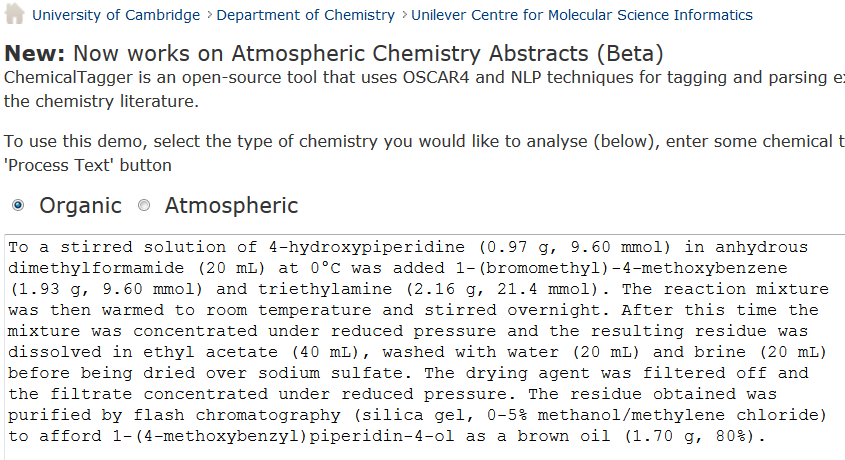 University of Cambridge > Department of Chemistry > Unilever Centre for Molecular Science Informatics
New: Now works on Atmospheric Chemistry Abstracts (Beta)
ChemicalTagger is an open-source tool that uses OSCAR4 and NLP techniques for tagging and parsing
the chemistry literature.
To use this demo, select the type of chemistry you would like to analyse (below), enter some chemical
'Process Text' button
Organic Atmospheric
To a stirred solution of 4-hydroxypiperidine (0.97 g, 9.60 mmol) in anhydrous
dimethylformamide (20 mL) at 0°C was added 1-(bromomethyl)-4-methoxybenzene
(1.93 g, 9.60 mmol) and triethylamine (2.16 g, 21.4 mmol). The reaction mixture
was then warmed to room temperature and stirred overnight. After this time the
mixture was concentrated under reduced pressure and the resulting residue was
dissolved in ethyl acetate (40 mL), washed with water (20 mL) and brine (20 mL)
before being dried over sodium sulfate. The drying agent was filtered off and
the filtrate concentrated under reduced pressure. The residue obtained was
purified by flash chromatography (silica gel, 0-5% methanol/methylene chloride)
to afford 1-(4-methoxybenzyl)piperidin-4-ol as a brown oil (1.70 g, 80%).